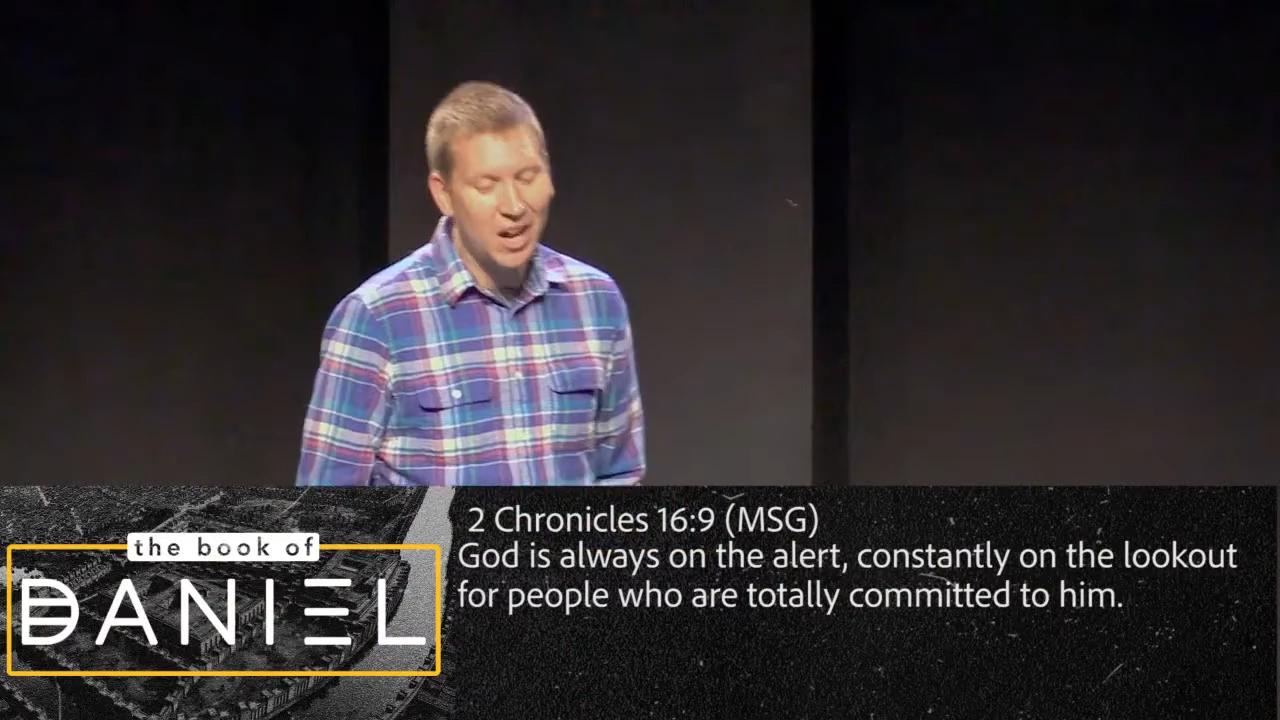 the book of
DANIEL
2 Chronicles 16:9 (MSG)
God is always on the alert, constantly on the lookout
for people who are totally committed to him.